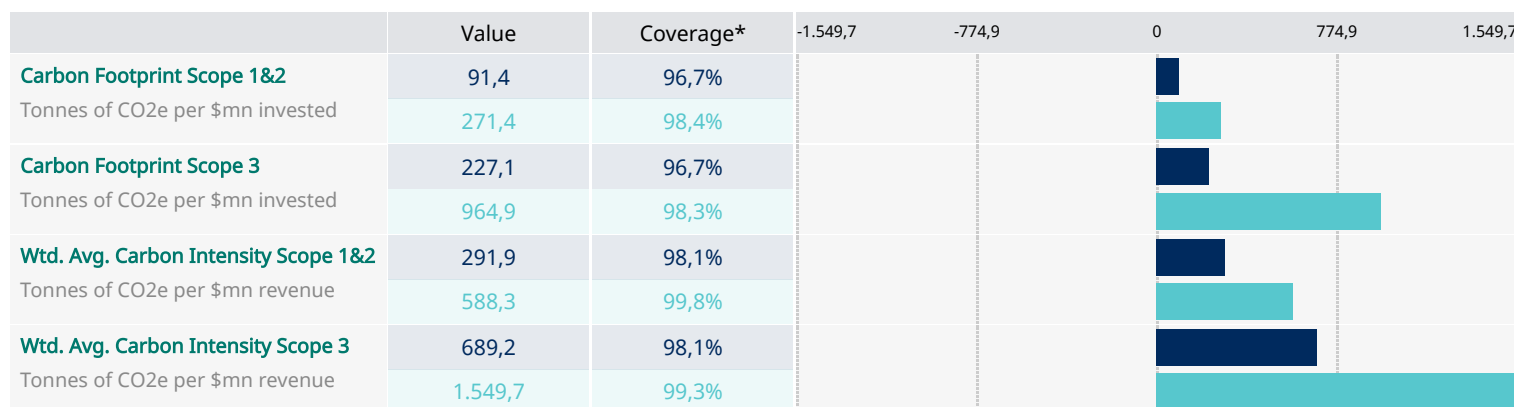 Value Coverage* -1.549,7 -774,9 0 774,9 1.549,7
Carbon Footprint Scope 1&2 91,4 96,7%
Tonnes of CO2e per $mn invested 271,4 98,4%
Carbon Footprint Scope 3 227,1 96,7%
Tonnes of CO2e per $mn invested 964,9 98,3%
Wtd. Avg. Carbon Intensity Scope 1&2 291,9 98,1%
Tonnes of CO2e per $mn revenue 588,3 99,8%
Wtd. Avg. Carbon Intensity Scope 3 689,2 98,1%
Tonnes of CO2e per $mn revenue 1.549,7 99,3%